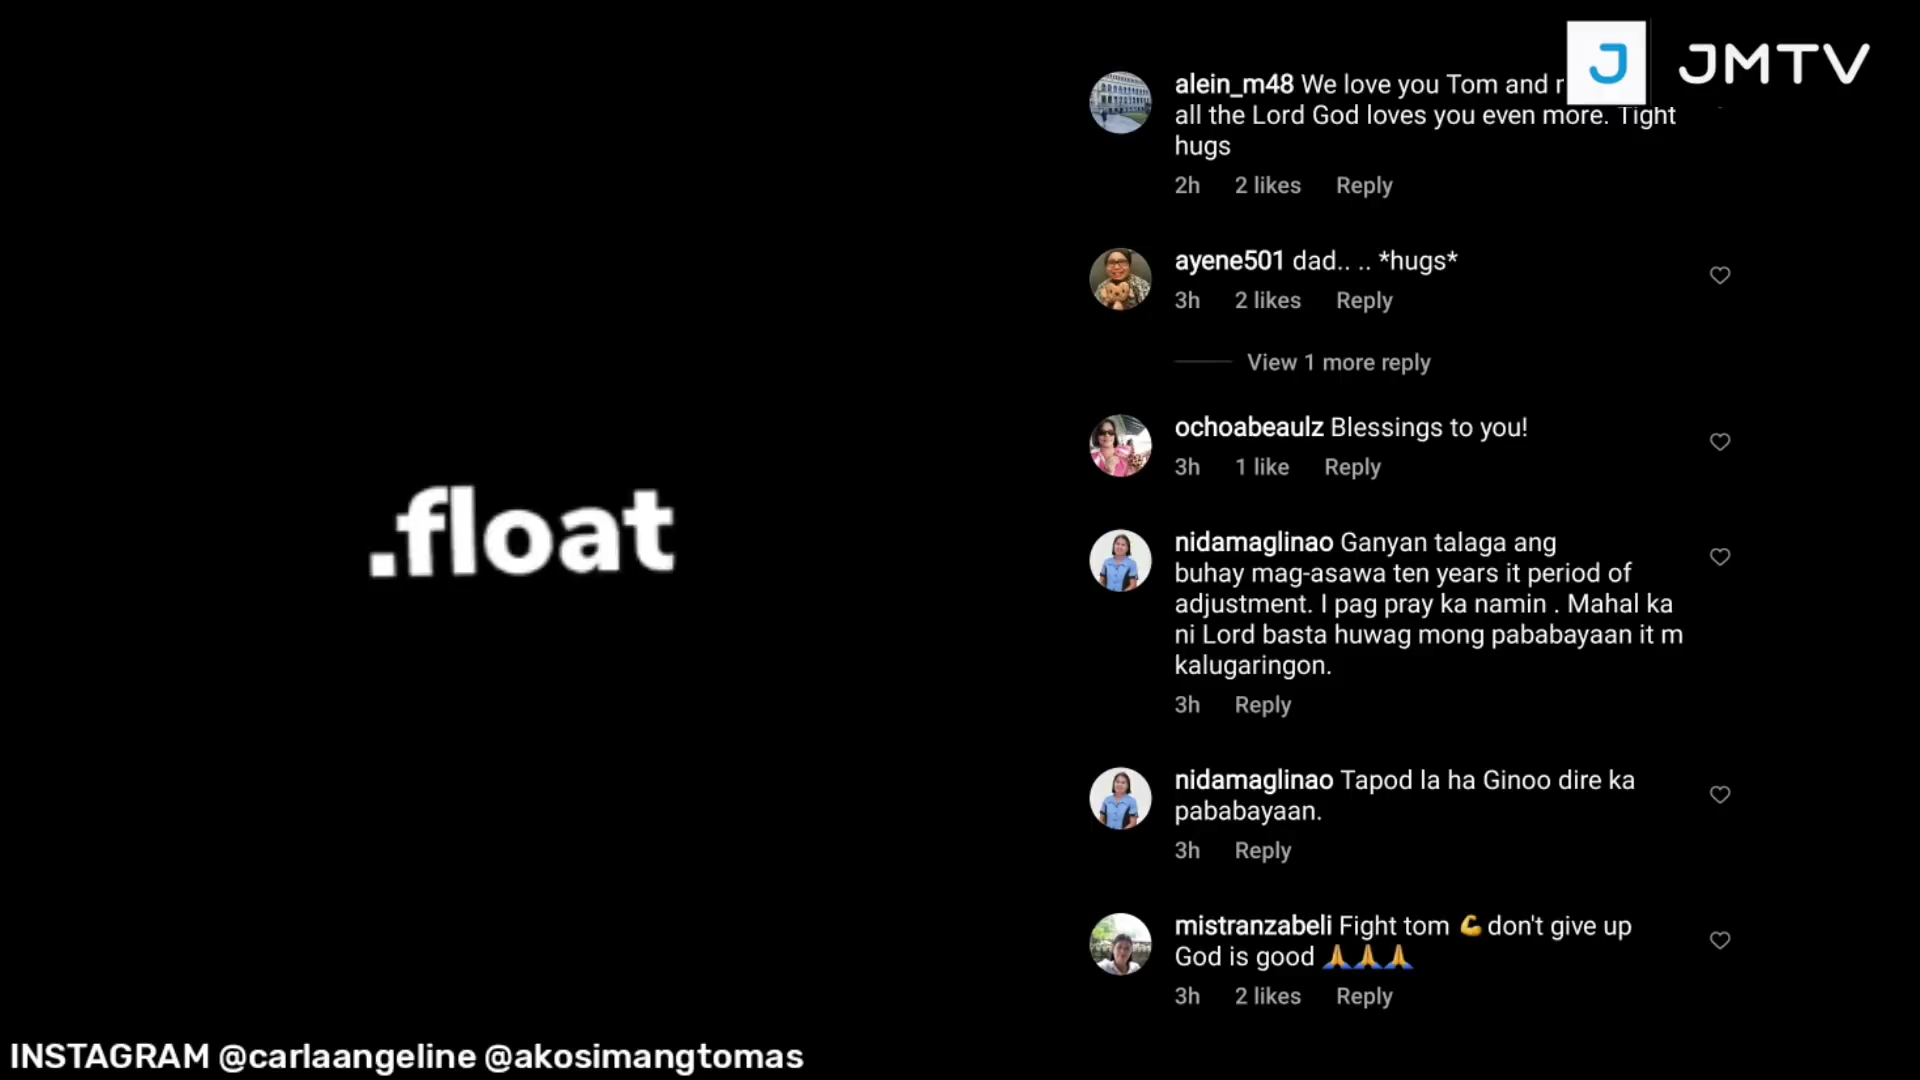 J JMTV
alein_m48 We love you Tom and
all the Lord God loves you even more. Tight
hugs
2h 2 likes Reply
ayene501 dad.. .. *hugs*
3h 2 likes Reply
View 1 more reply
ochoabeaulz Blessings to you!
3h 1 like Reply
.float
nidamaglinao Ganyan talaga ang
buhay mag-asawa ten years it period of
adjustment. I pag pray ka namin . Mahal ka
ni Lord basta huwag mong pababayaan it m
kalugaringon.
3h Reply
nidamaglinao Tapod la ha Ginoo dire ka
pababayaan.
3h Reply
mistranzabeli Fight tom 💪 don't give up
God is good 🙏🙏🙏
3h 2 likes Reply
INSTAGRAM @carlaangeline @akosimangtomas